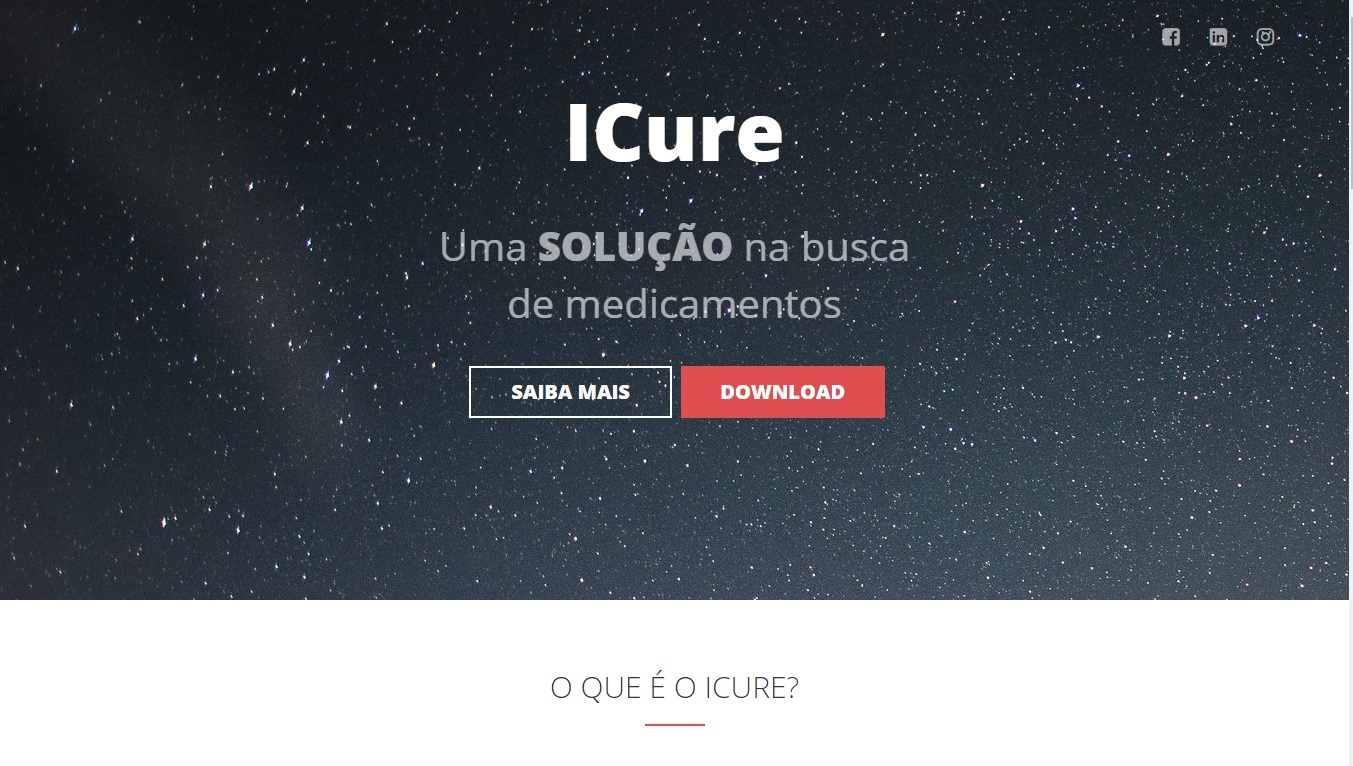 ICure
Uma SOLUÇÃO na busca
de medicamentos
SAIBA MAIS
DOWNLOAD
O QUE É O ICURE?